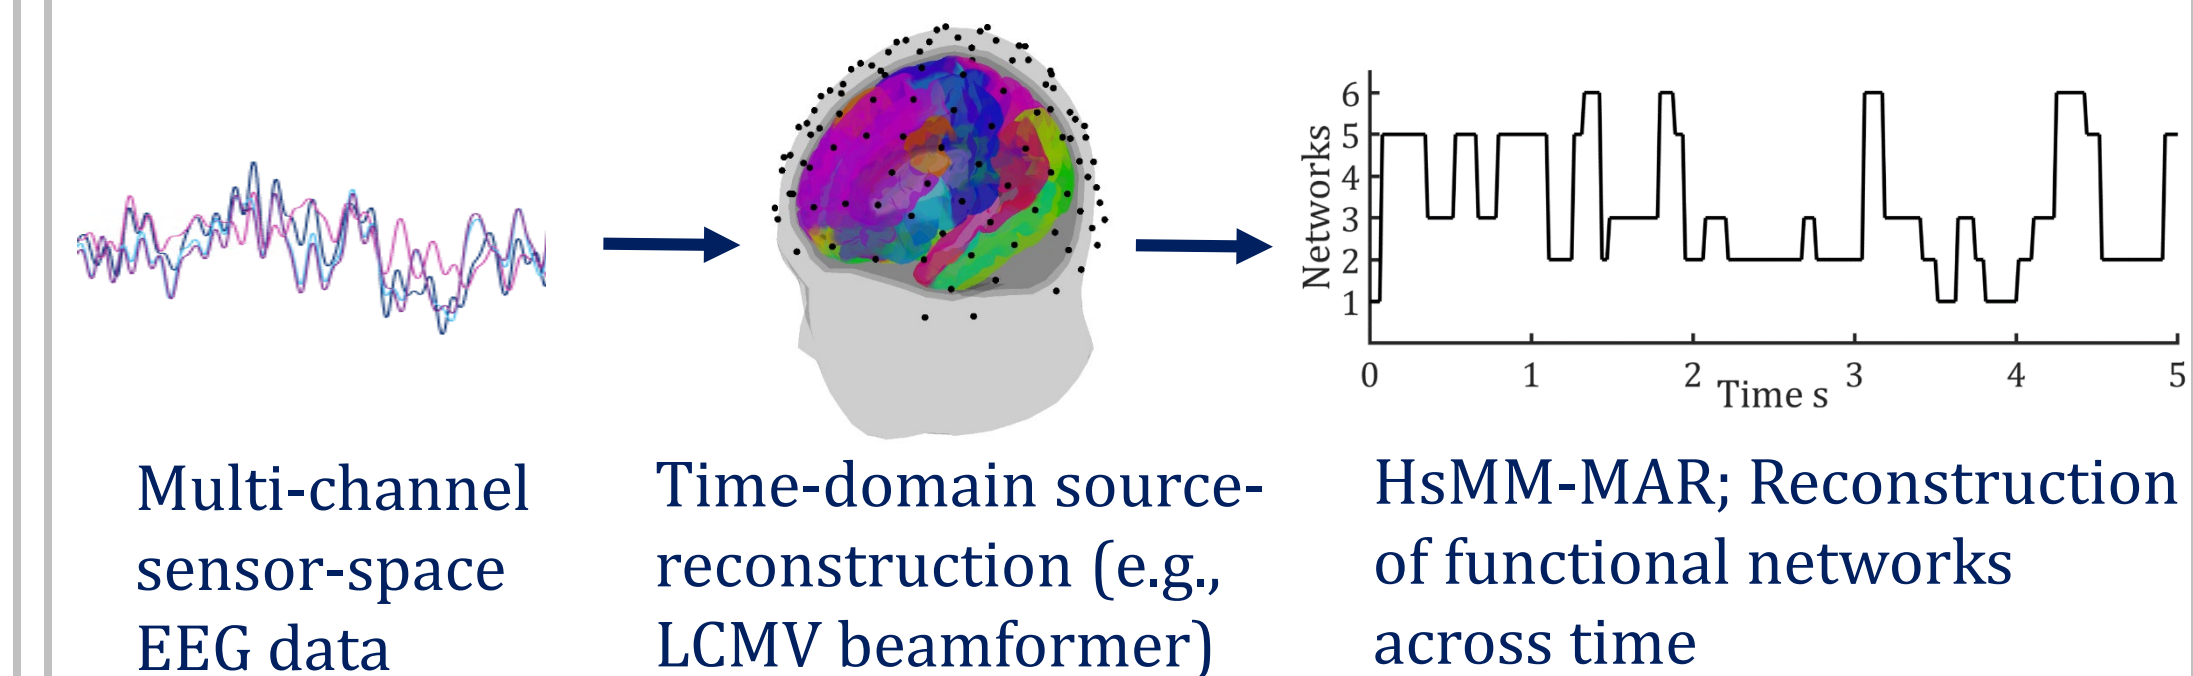 Networks
6
5
4
3
2
1
0 1 2 3 4 5
Time s
Multi-channel
sensor-space
EEG data
Time-domain source-
reconstruction (e.g.,
LCMV beamformer)
HsMM-MAR; Reconstruction
of functional networks
across time